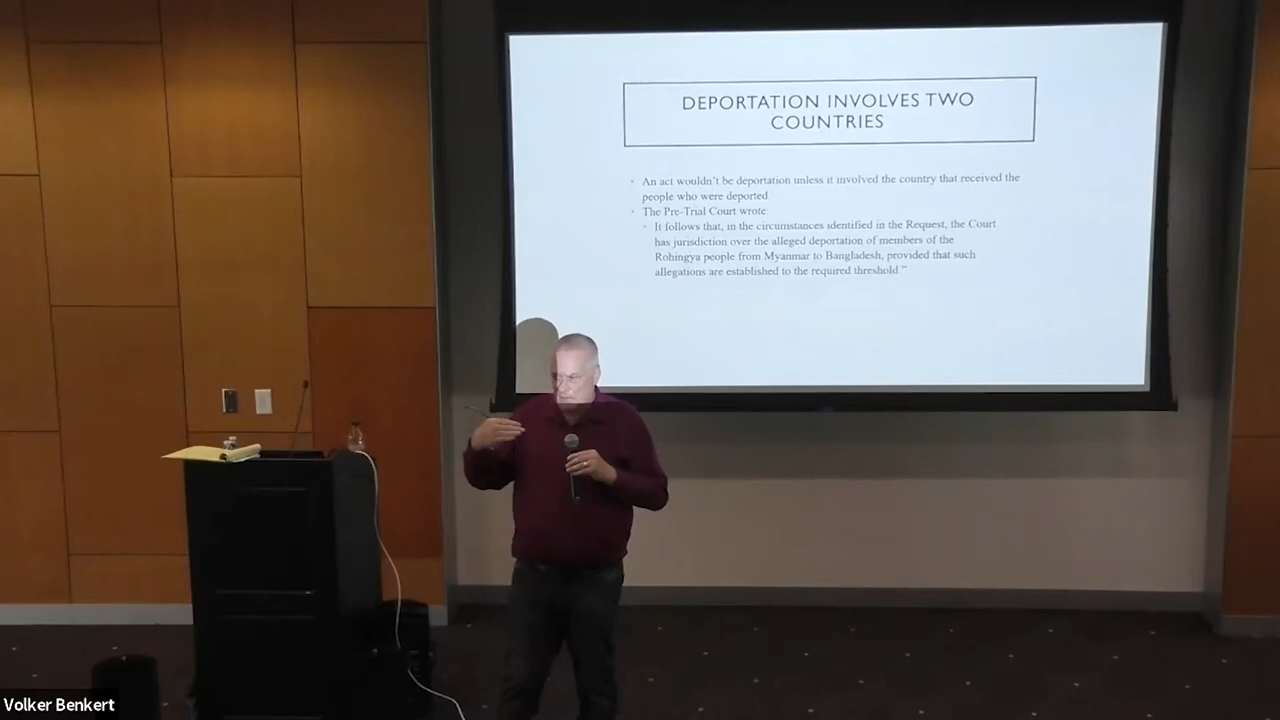 DEPORTATION INVOLVES TWO
COUNTRIES
An act wouldn't be deportation unless it involved the country that received the
people who were deported.
The Pre-Trial Court wrote:
It follows that, in the circumstances identified in the Request, the Court
has jurisdiction over the alleged deportation of members of the
Rohingya people from Myanmar to Bangladesh, provided that such
allegations are established to the required threshold."
Volker Benkert